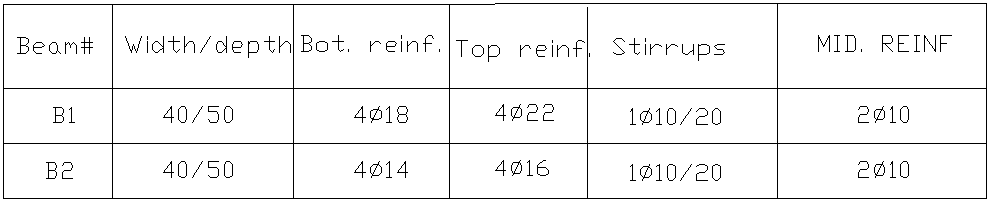 Beam# Width/depth Bot. reinf. Top reinf. Stirrups MID. REINF
B1 40/50 4Ø18 4Ø22 1Ø10/20 2Ø10
B2 40/50 4Ø14 4Ø16 1Ø10/20 2Ø10